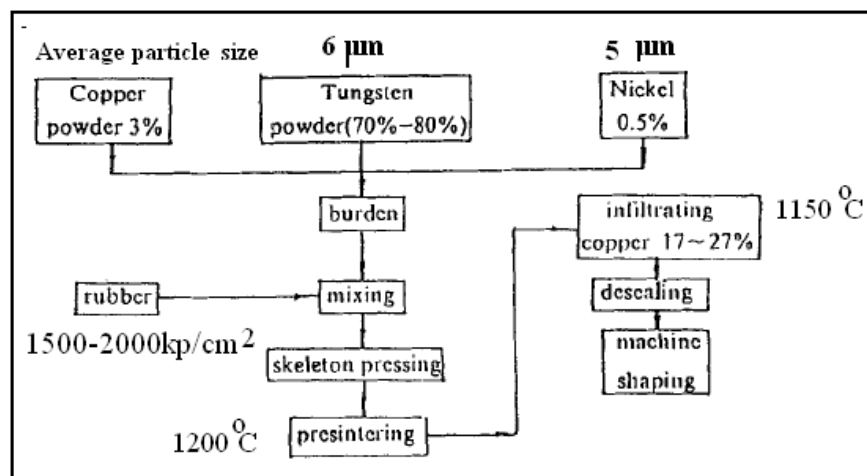 Average particle size 6 µm 5 µm
Copper
powder 3%
Tungsten
powder(70%-80%)
Nickel
0.5%
burden
infiltrating
copper 17~27%
1150 °C
rubber
mixing
desealing
1500-2000kp/cm²
skeleton pressing
machine
shaping
1200 °C
presintering